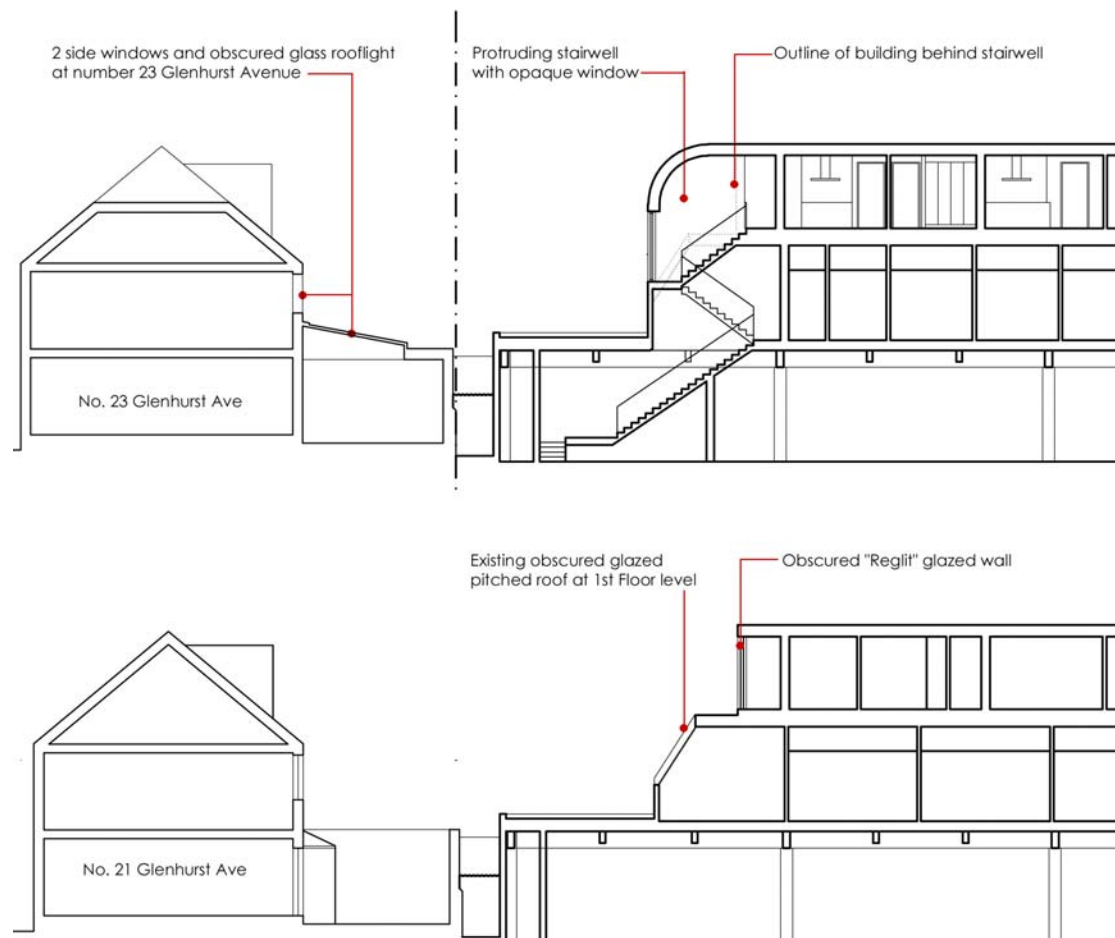 2 side windows and obscured glass rooflight
at number 23 Glenhurst Avenue
Protruding stairwell
with opaque window
Outline of building behind stairwell
No. 23 Glenhurst Ave
Existing obscured glazed
pitched roof at 1st Floor level
Obscured "Reglit" glazed wall
No. 21 Glenhurst Ave